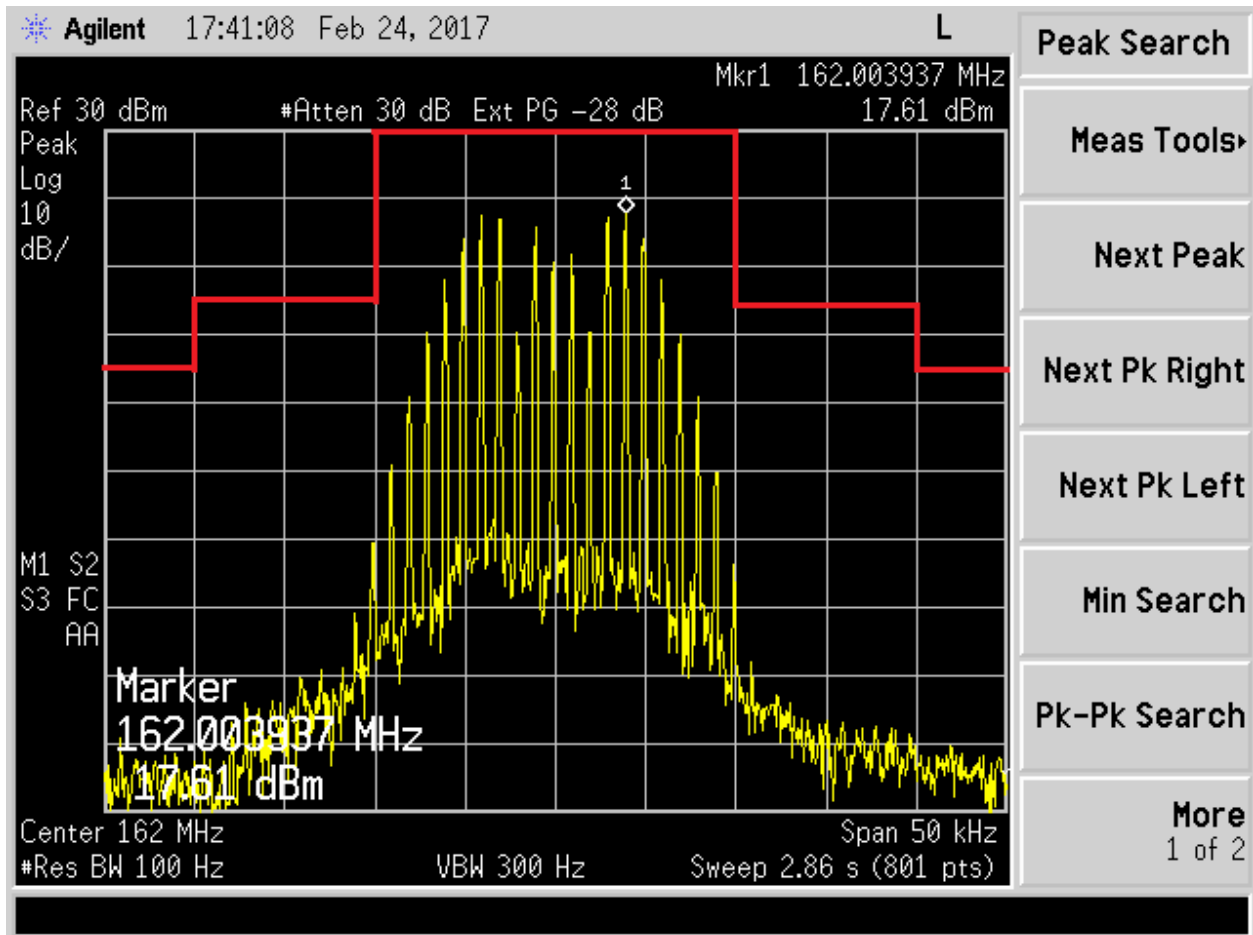 Agilent 17:41:08 Feb 24, 2017 L
Mkr1 162.003937 MHz
Ref 30 dBm #Atten 30 dB Ext PG -28 dB 17.61 dBm
Peak
Log
10
dB/
1
M1 S2
S3 FC
AA
Marker
162.003937 MHz
17.61 dBm
Center 162 MHz Span 50 kHz
#Res BW 100 Hz VBW 300 Hz Sweep 2.86 s (801 pts)
Peak Search
Meas Tools
Next Peak
Next Pk Right
Next Pk Left
Min Search
Pk-Pk Search
More
1 of 2